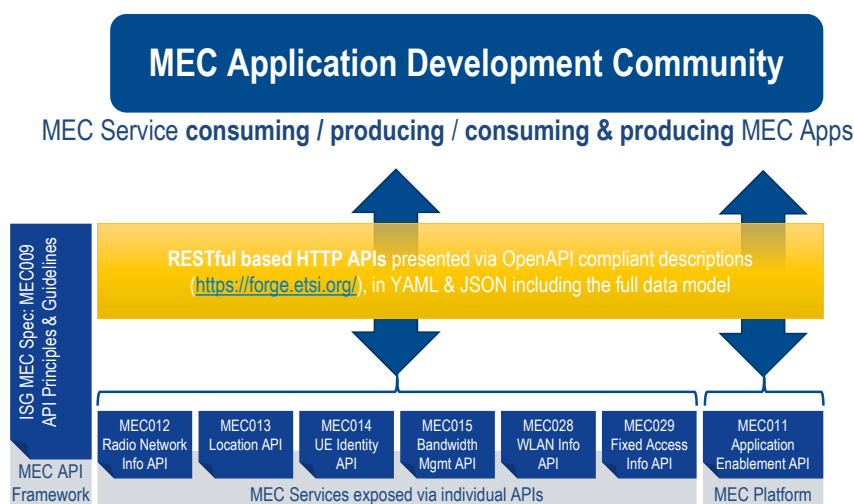 MEC Application Development Community
MEC Service consuming / producing / consuming & producing MEC Apps
ISG MEC Spec: MEC009
API Principles & Guidelines
RESTful based HTTP APIs presented via OpenAPI compliant descriptions
(https://forge.etsi.org/), in YAML & JSON including the full data model
MEC012
Radio Network
Info API
MEC013
Location API
MEC014
UE Identity
API
MEC015
Bandwidth
Mgmt API
MEC028
WLAN Info
API
MEC029
Fixed Access
Info API
MEC011
Application
Enablement API
MEC API
Framework
MEC Services exposed via individual APIs
MEC Platform